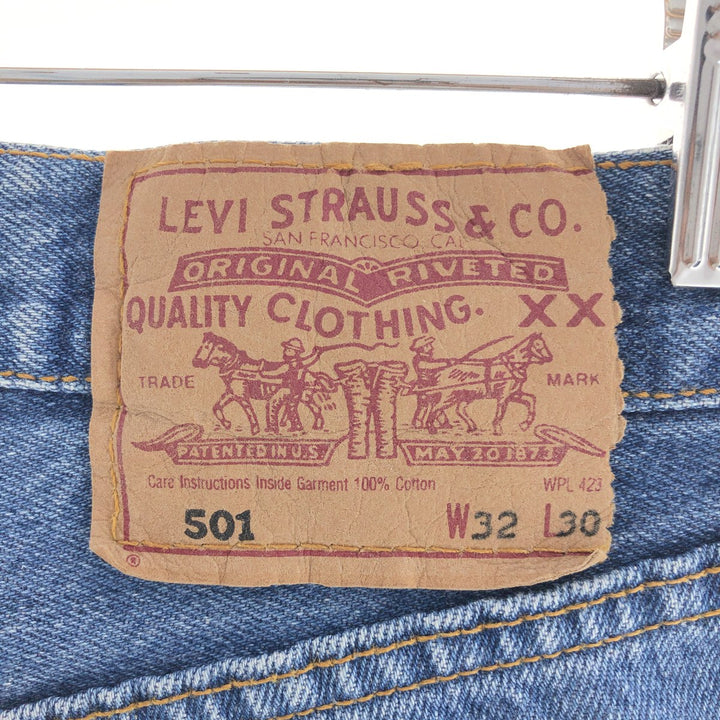 LEVI STRAUSS & CO.
SAN FRANCISCO CAL
ORIGINAL RIVETED
QUALITY CLOTHING. XX
TRADE MARK
PATENTED IN U.S. MAY 20 1873
Care Instructions Inside Garment 100% Cotton WPL 423
501 W32 L30
®